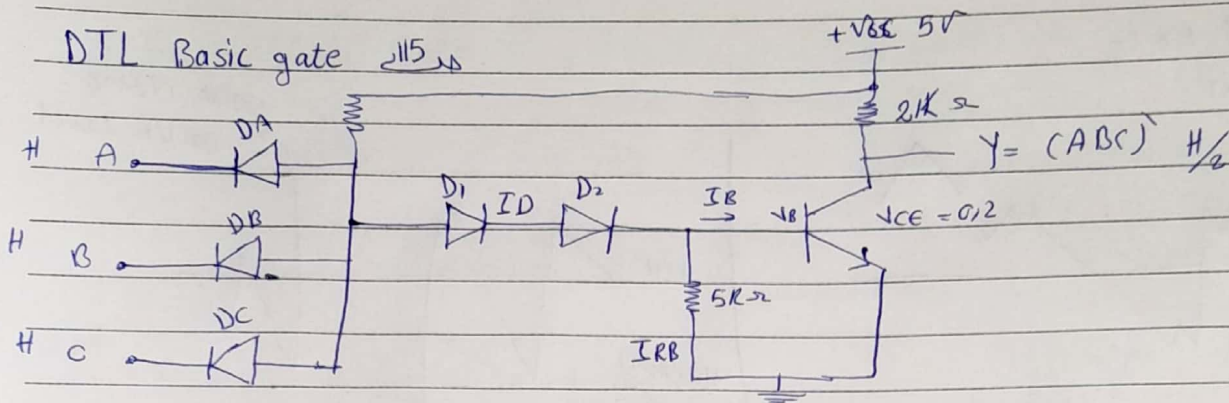 DTL Basic gate
+VCC 5V
2K Ω
DA
H A
Y= (ABC)` H/
D1 ID D2 IB
VB VCE = 0,2
DB
H B
5K Ω
DC
H C
IRB